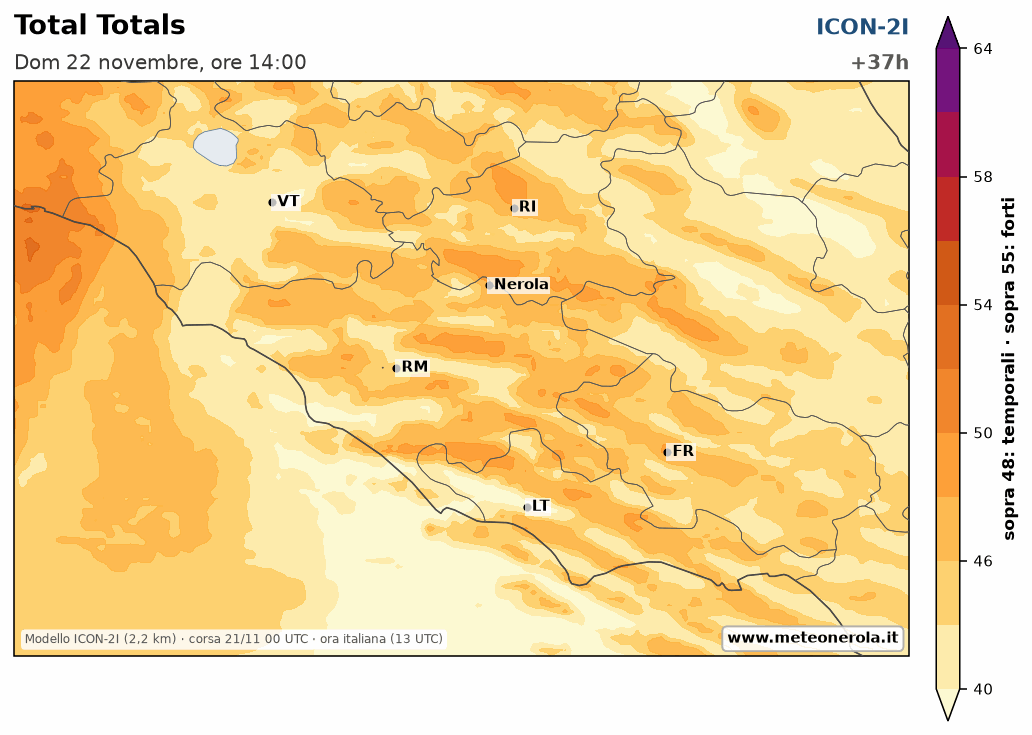 Total Totals
ICON-2I
Dom 22 novembre, ore 14:00
+37h
VT
RI
Nerola
RM
FR
LT
Modello ICON-2I (2,2 km) · corsa 21/11 00 UTC · ora italiana (13 UTC)
www.meteonerola.it
64
58
54
50
46
40
sopra 48: temporali · sopra 55: forti